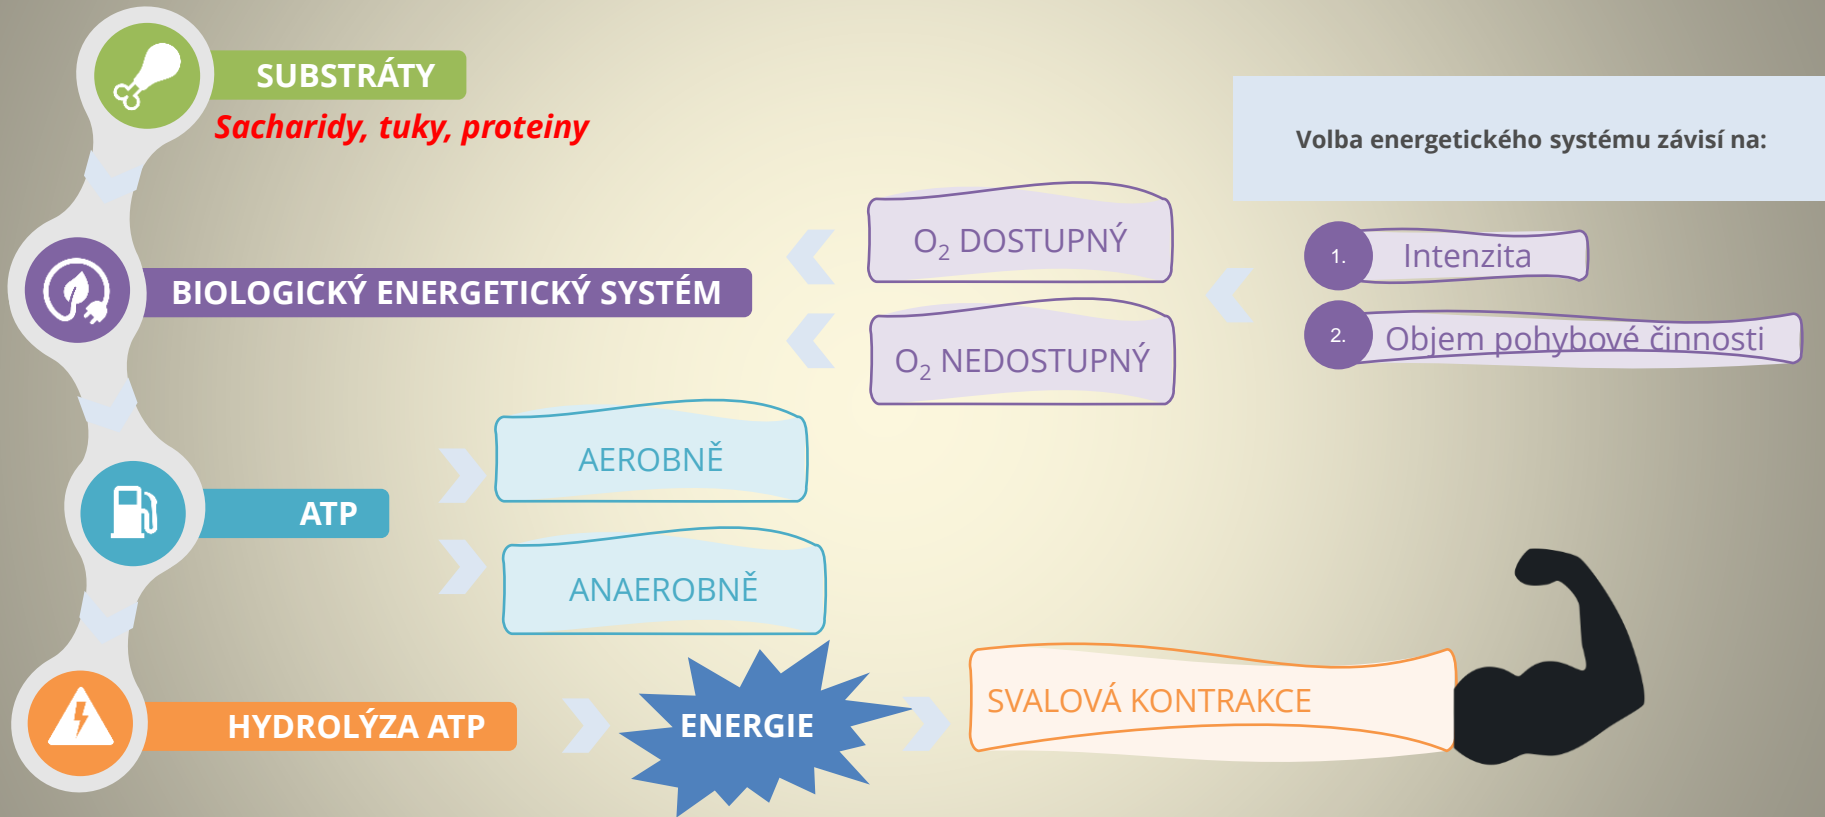 SUBSTRÁTY
Sacharidy, tuky, proteiny
Volba energetického systému závisí na:
1. Intenzita
2. Objem pohybové činnosti
O₂ DOSTUPNÝ
O₂ NEDOSTUPNÝ
BIOLOGICKÝ ENERGETICKÝ SYSTÉM
ATP
AEROBNĚ
ANAEROBNĚ
HYDROLÝZA ATP
ENERGIE
SVALOVÁ KONTRAKCE